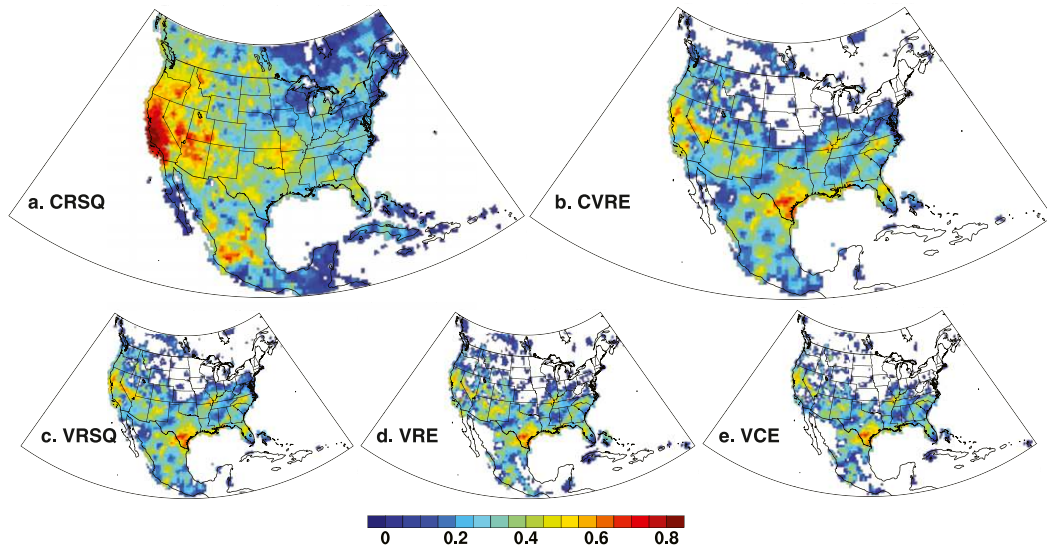 a. CRSQ
b. CVRE
c. VRSQ
d. VRE
e. VCE
0 0.2 0.4 0.6 0.8